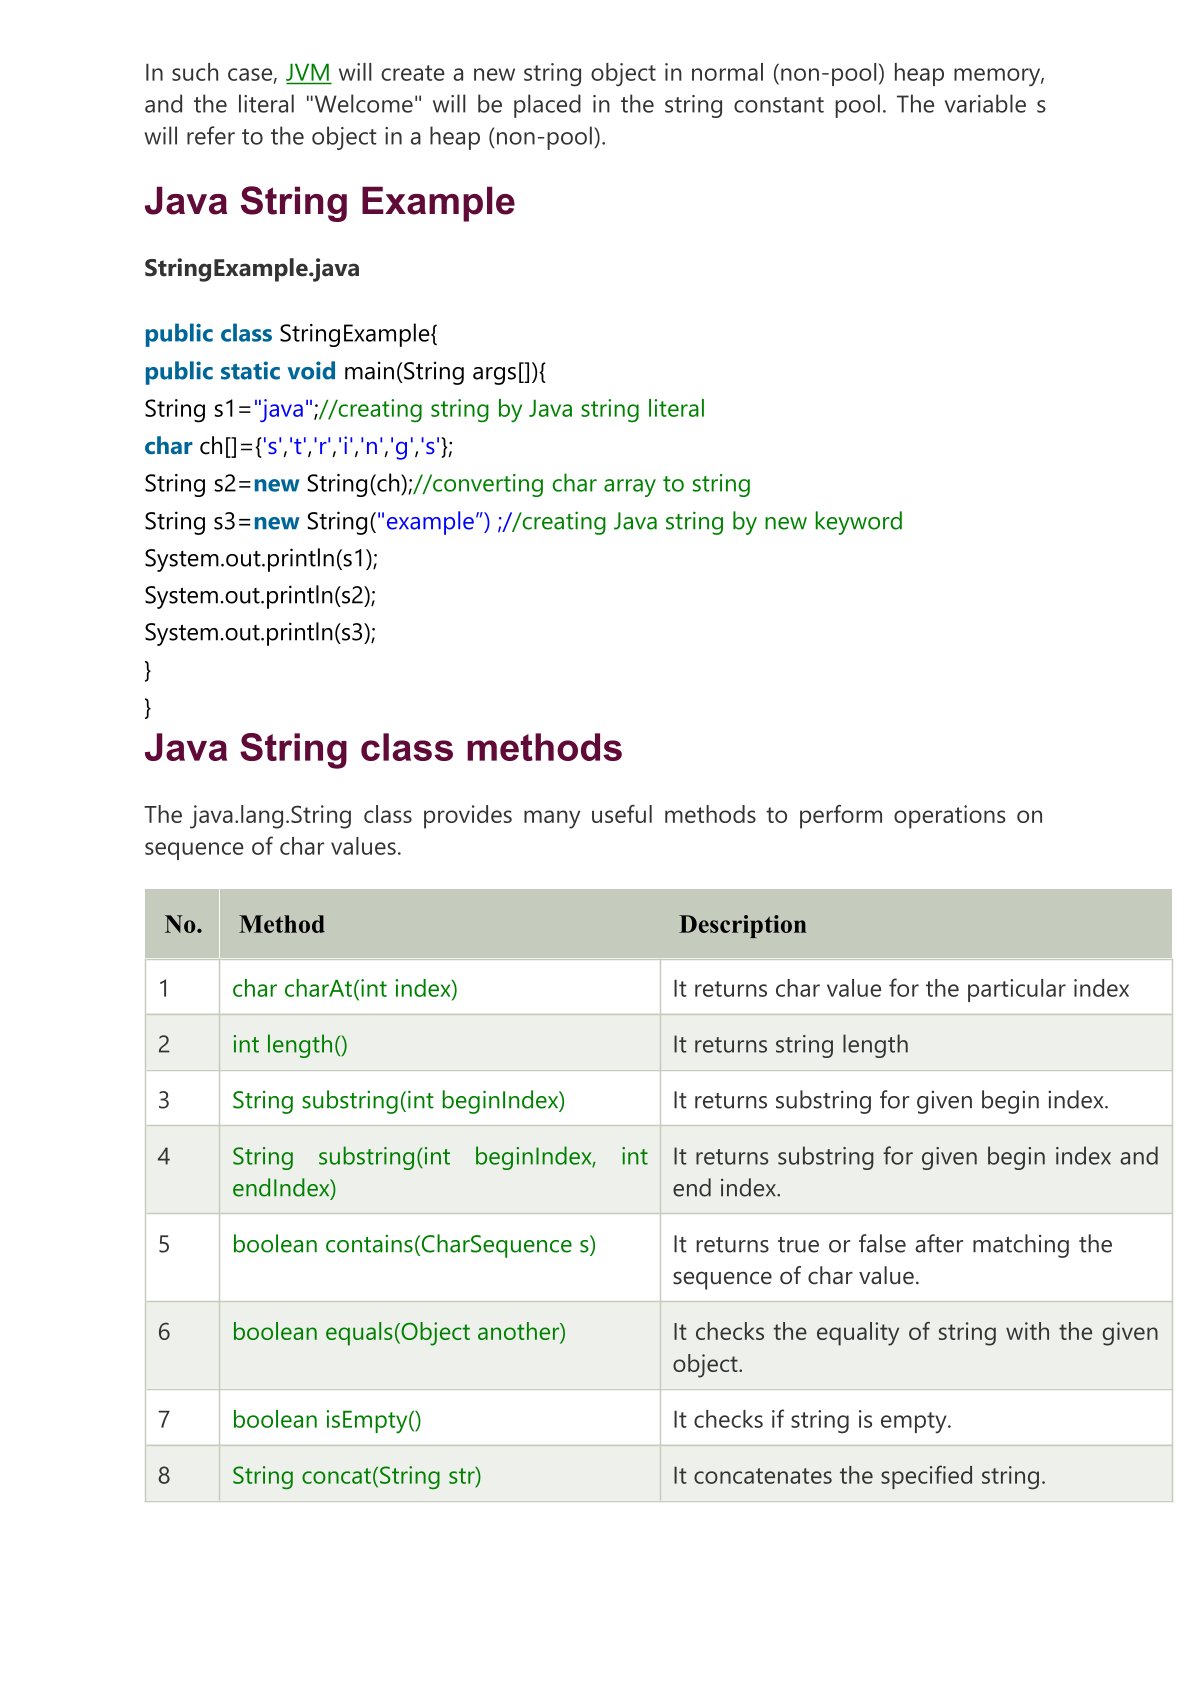 In such case, JVM will create a new string object in normal (non-pool) heap memory,
and the literal "Welcome" will be placed in the string constant pool. The variable s
will refer to the object in a heap (non-pool).
Java String Example
StringExample.java
public class StringExample{
public static void main(String args[]){
String s1="java";//creating string by Java string literal
char ch[]={'s','t','r','i','n','g','s'};
String s2=new String(ch);//converting char array to string
String s3=new String("example”) ;//creating Java string by new keyword
System.out.println(s1);
System.out.println(s2);
System.out.println(s3);
}
}
Java String class methods
The java.lang.String class provides many useful methods to perform operations on
sequence of char values.
No. Method Description
1 char charAt(int index) It returns char value for the particular index
2 int length() It returns string length
3 String substring(int beginIndex) It returns substring for given begin index.
4 String substring(int beginIndex, int It returns substring for given begin index and
endIndex) end index.
5 boolean contains(CharSequence s) It returns true or false after matching the
sequence of char value.
6 boolean equals(Object another) It checks the equality of string with the given
object.
7 boolean isEmpty() It checks if string is empty.
8 String concat(String str) It concatenates the specified string.